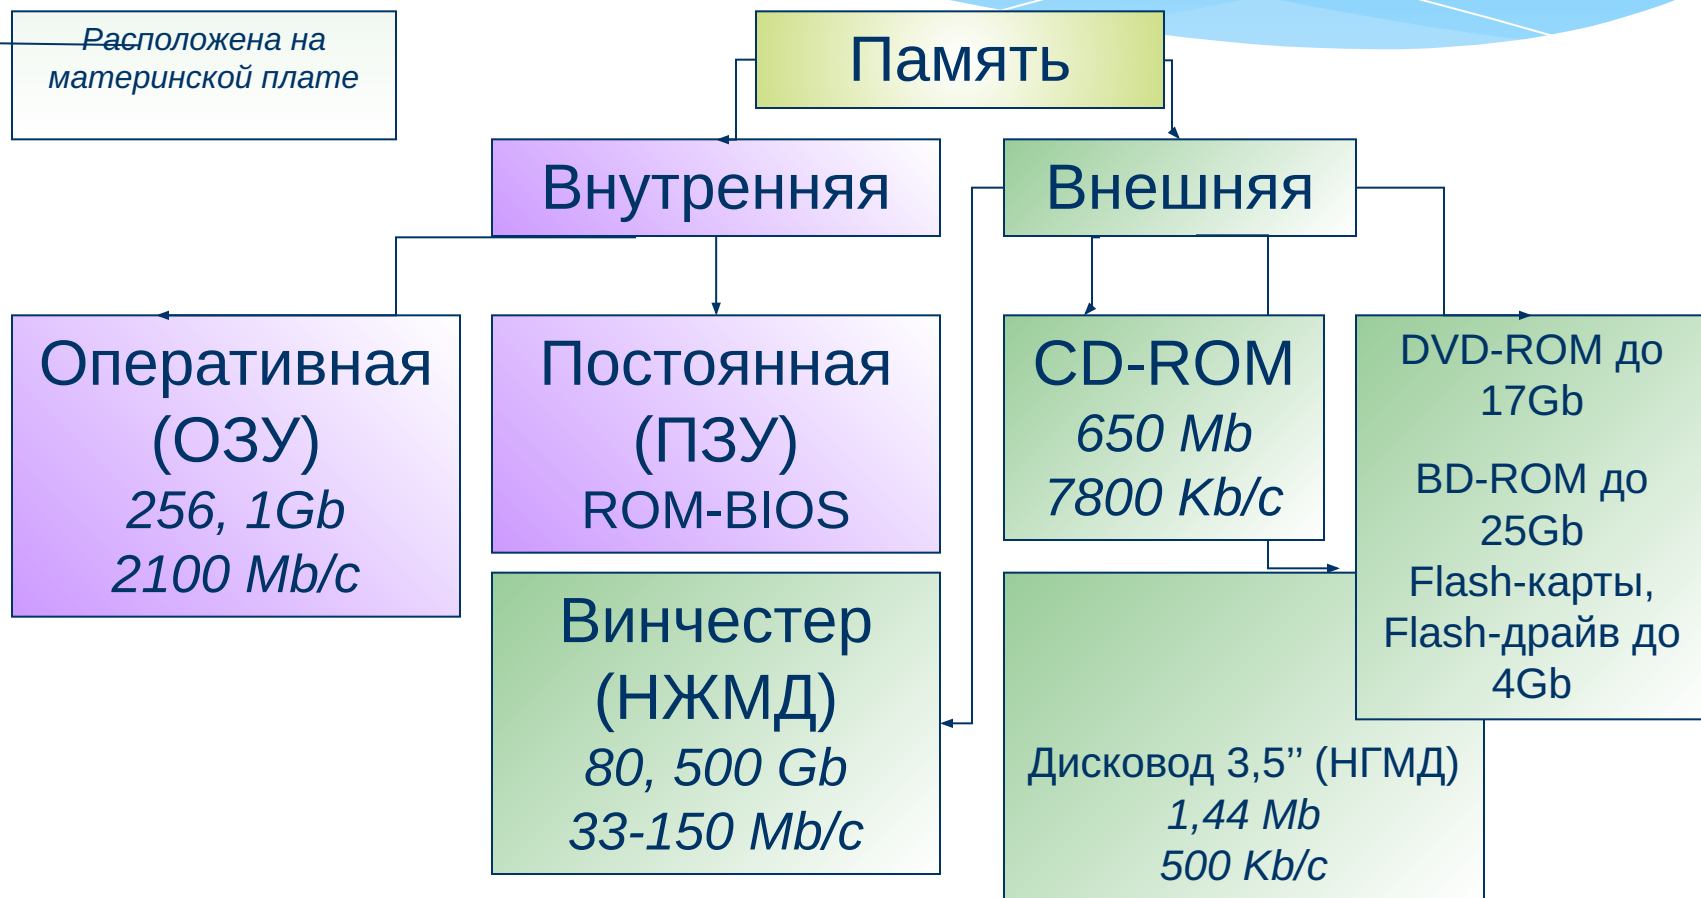 Расположена на
материнской плате
Память
Внутренняя
Внешняя
Оперативная
(ОЗУ)
256, 1Gb
2100 Mb/c
Постоянная
(ПЗУ)
ROM-BIOS
CD-ROM
650 Mb
7800 Kb/c
DVD-ROM до
17Gb
BD-ROM до
25Gb
Flash-карты,
Flash-драйв до
4Gb
Винчестер
(НЖМД)
80, 500 Gb
33-150 Mb/c
Дисковод 3,5’’ (НГМД)
1,44 Mb
500 Kb/c